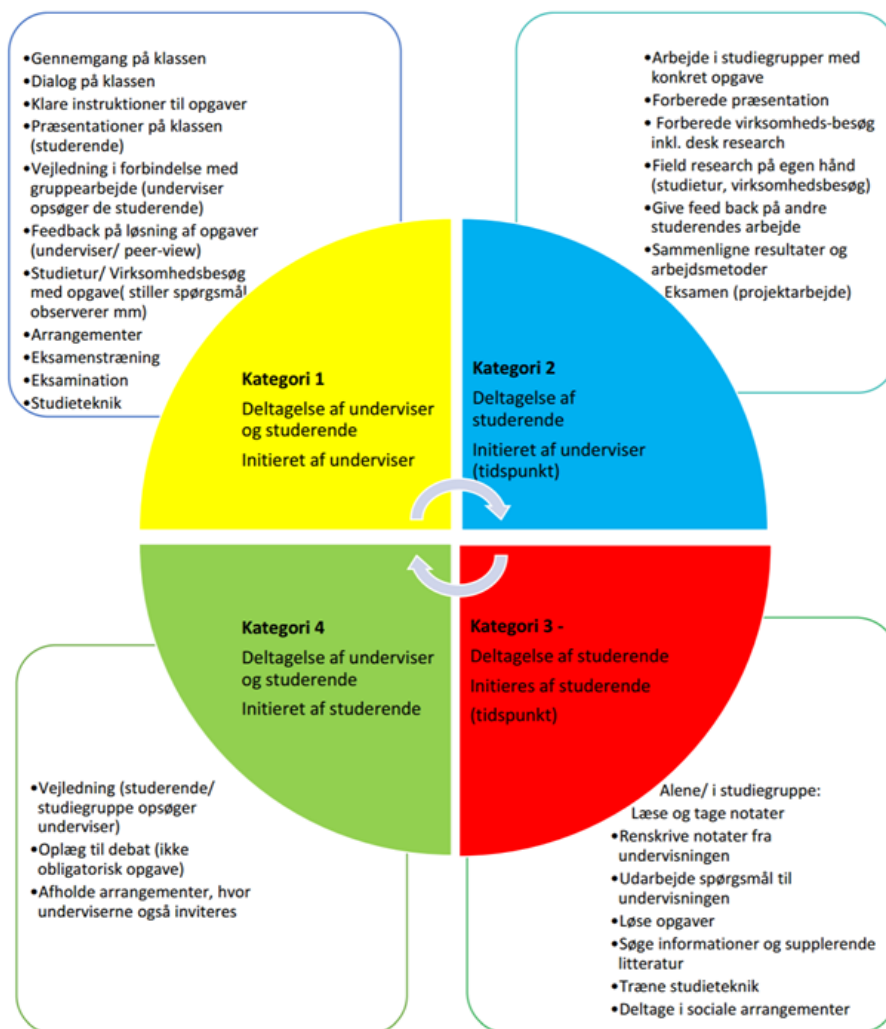 •Gennemgang på klassen
•Dialog på klassen
•Klare instruktioner til opgaver
•Præsentationer på klassen
(studerende)
•Vejledning i forbindelse med
gruppearbejde (underviser
opsøger de studerende)
•Feedback på løsning af opgaver
(underviser/ peer-view)
•Studietur/ Virksomhedsbesøg
med opgave( stiller spørgsmål
observerer mm)
•Arrangementer
•Eksamenstræning
•Eksamination
•Studieteknik
•Arbejde i studiegrupper med
konkret opgave
•Forberede præsentation
• Forberede virksomheds-besøg
inkl. desk research
•Field research på egen hånd
(studietur, virksomhedsbesøg)
•Give feed back på andre
studerendes arbejde
•Sammenligne resultater og
arbejdsmetoder
Eksamen (projektarbejde)
Kategori 1
Deltagelse af underviser
og studerende
Initieret af underviser
Kategori 2
Deltagelse af
studerende
Initieret af underviser
(tidspunkt)
Kategori 4
Deltagelse af underviser
og studerende
Initieret af studerende
Kategori 3 -
Deltagelse af studerende
Initieres af studerende
(tidspunkt)
•Vejledning (studerende/
studiegruppe opsøger
underviser)
•Oplæg til debat (ikke
obligatorisk opgave)
•Afholde arrangementer, hvor
underviserne også inviteres
Alene/ i studiegruppe:
Læse og tage notater
•Renskrive notater fra
undervisningen
•Udarbejde spørgsmål til
undervisningen
•Løse opgaver
•Søge informationer og supplerende
litteratur
•Træne studieteknik
•Deltage i sociale arrangementer